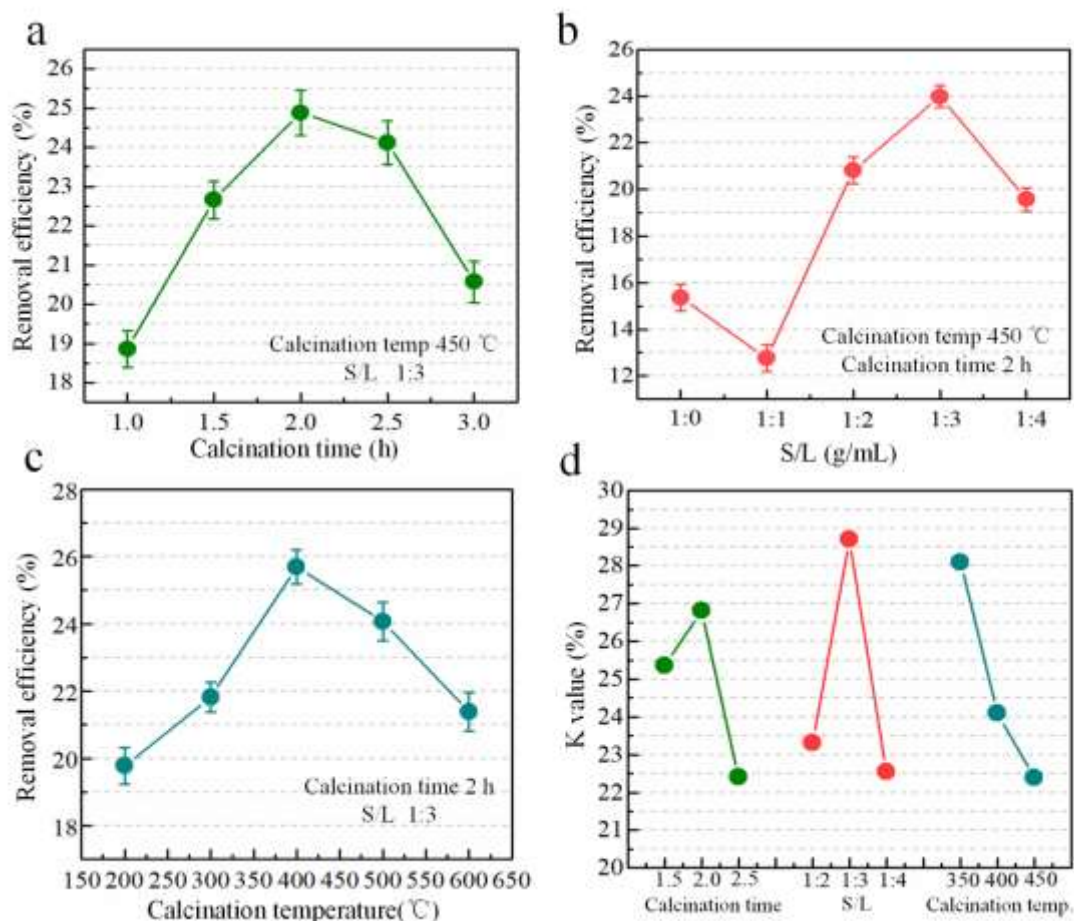 a
Removal efficiency (%)
26
25
24
23
22
21
20
19
18
Calcination temp 450 ℃
S/L 1:3
1.0 1.5 2.0 2.5 3.0
Calcination time (h)
b
Removal efficiency (%)
26
24
22
20
18
16
14
12
Calcination temp 450 ℃
Calcination time 2 h
1:0 1:1 1:2 1:3 1:4
S/L (g/mL)
c
Removal efficiency (%)
28
26
24
22
20
18
Calcination time 2 h
S/L 1:3
150 200 250 300 350 400 450 500 550 600 650
Calcination temperature(℃)
d
K value (%)
30
29
28
27
26
25
24
23
22
21
20
1.5 2.0 2.5 1:2 1:3 1:4 350 400 450
Calcination time S/L Calcination temp.